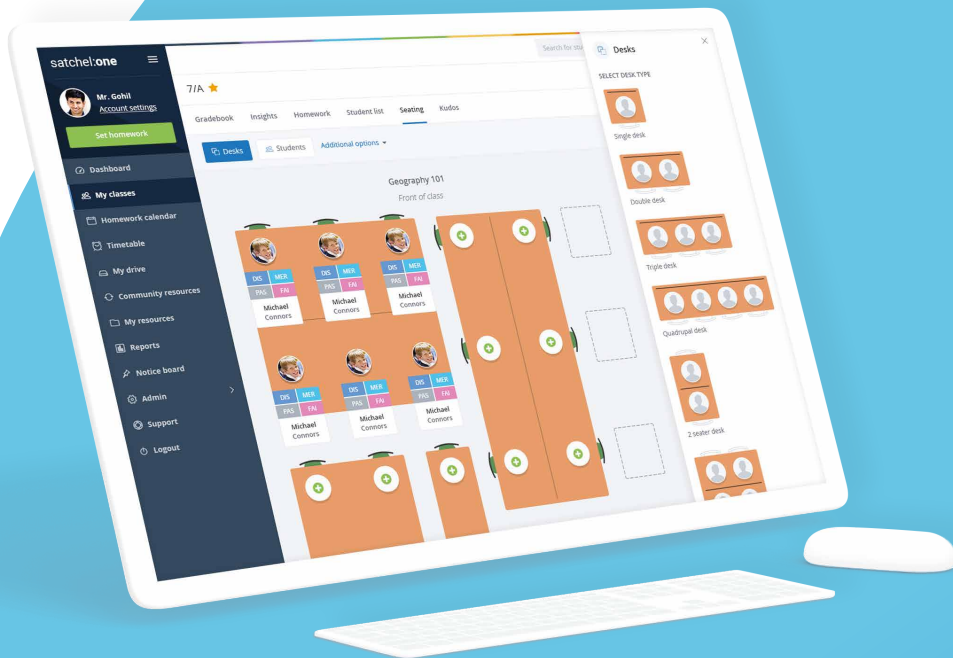 satchel:one
Mr. Gohil
Account settings
Set homework
Dashboard
My classes
Homework calendar
Timetable
My drive
Community resources
My resources
Reports
Notice board
Admin
Support
Logout
7/A
Gradebook Insights Homework Student list Seating Kudos
Desks Students Additional options
Geography 101
Front of class
DIS MER DIS MER DIS MER
PAS FAI PAS FAI PAS FAI
Michael Michael Michael
Connors Connors Connors
DIS MER DIS MER DIS MER
PAS FAI PAS FAI PAS FAI
Michael Michael Michael
Connors Connors Connors
Search for
Desks
SELECT DESK TYPE
Single desk
Double desk
Triple desk
Quadrupal desk
2 seater desk